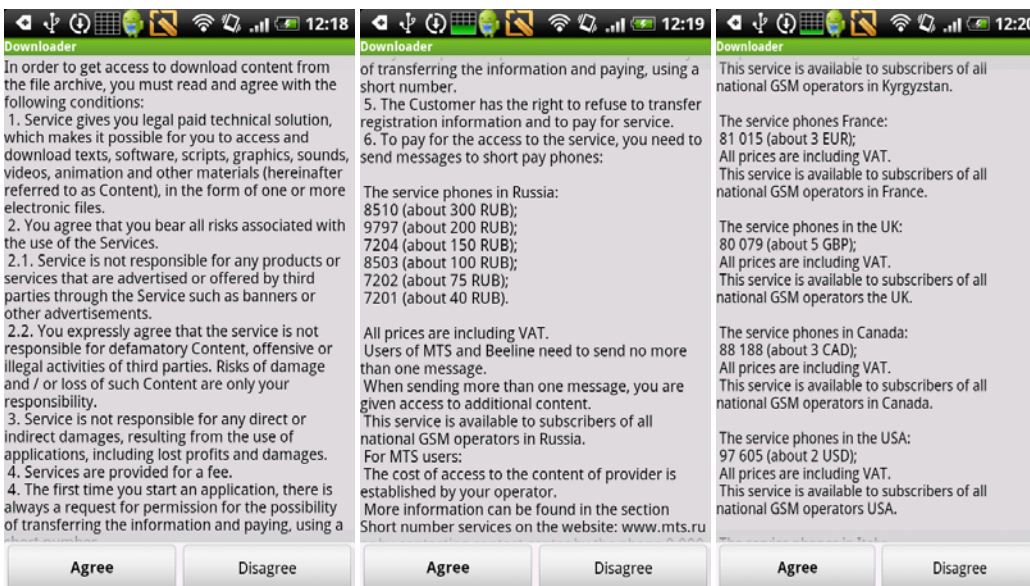 12:18
Downloader
In order to get access to download content from
the file archive, you must read and agree with the
following conditions:
1. Service gives you legal paid technical solution,
which makes it possible for you to access and
download texts, software, scripts, graphics, sounds,
videos, animation and other materials (hereinafter
referred to as Content), in the form of one or more
electronic files.
2. You agree that you bear all risks associated with
the use of the Services.
2.1. Service is not responsible for any products or
services that are advertised or offered by third
parties through the Service such as banners or
other advertisements.
2.2. You expressly agree that the service is not
responsible for defamatory Content, offensive or
illegal activities of third parties. Risks of damage
and / or loss of such Content are only your
responsibility.
3. Service is not responsible for any direct or
indirect damages, resulting from the use of
applications, including lost profits and damages.
4. Services are provided for a fee.
4. The first time you start an application, there is
always a request for permission for the possibility
of transferring the information and paying, using a
short number.
Agree
Disagree
12:19
Downloader
of transferring the information and paying, using a
short number.
5. The Customer has the right to refuse to transfer
registration information and to pay for service.
6. To pay for the access to the service, you need to
send messages to short pay phones:
The service phones in Russia:
8510 (about 300 RUB);
9797 (about 200 RUB);
7204 (about 150 RUB);
8503 (about 100 RUB);
7202 (about 75 RUB);
7201 (about 40 RUB).
All prices are including VAT.
Users of MTS and Beeline need to send no more
than one message.
When sending more than one message, you are
given access to additional content.
This service is available to subscribers of all
national GSM operators in Russia.
For MTS users:
The cost of access to the content of provider is
established by your operator.
More information can be found in the section
Short number services on the website: www.mts.ru
Agree
Disagree
12:20
Downloader
This service is available to subscribers of all
national GSM operators in Kyrgyzstan.
The service phones France:
81 015 (about 3 EUR);
All prices are including VAT.
This service is available to subscribers of all
national GSM operators in France.
The service phones in the UK:
80 079 (about 5 GBP);
All prices are including VAT.
This service is available to subscribers of all
national GSM operators the UK.
The service phones in Canada:
88 188 (about 3 CAD);
All prices are including VAT.
This service is available to subscribers of all
national GSM operators in Canada.
The service phones in the USA:
97 605 (about 2 USD);
All prices are including VAT.
This service is available to subscribers of all
national GSM operators USA.
Agree
Disagree